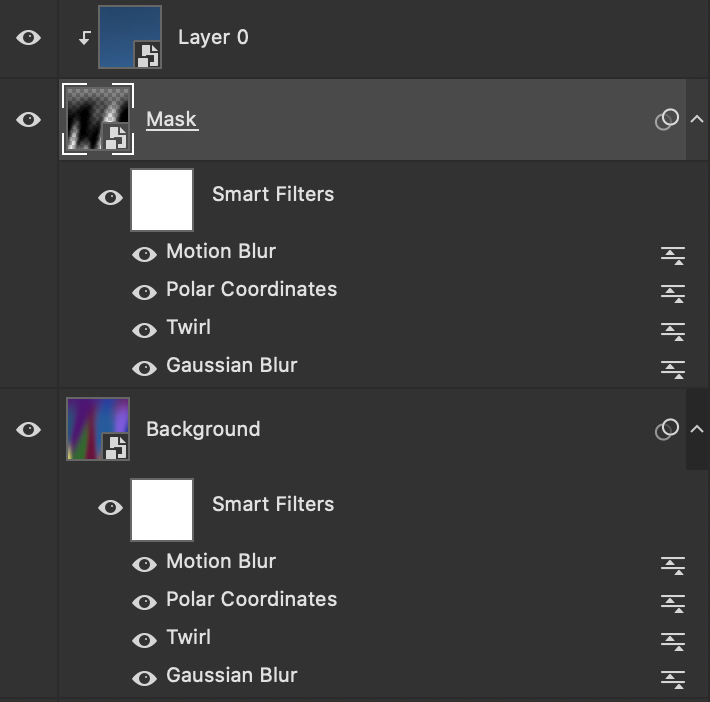 Layer 0
Mask
Smart Filters
Motion Blur
Polar Coordinates
Twirl
Gaussian Blur
Background
Smart Filters
Motion Blur
Polar Coordinates
Twirl
Gaussian Blur